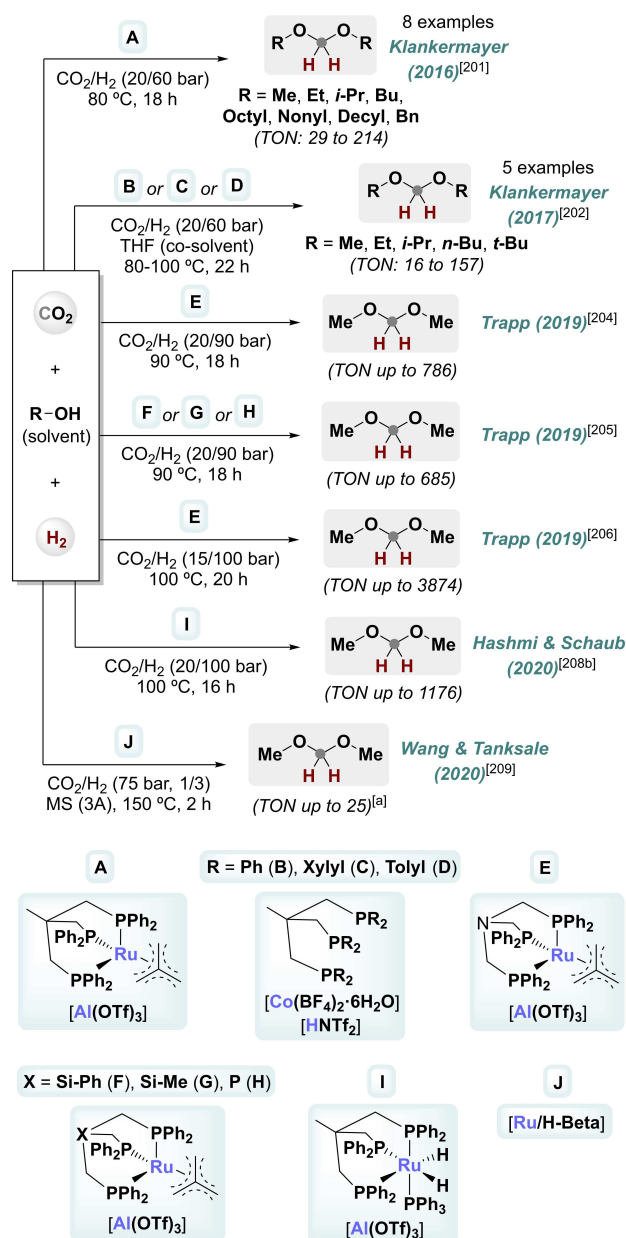 A
CO2/H2 (20/60 bar)
80 ºC, 18 h
R O O R
H H
R = Me, Et, i-Pr, Bu,
Octyl, Nonyl, Decyl, Bn
(TON: 29 to 214)
8 examples
Klankermayer
(2016)[201]
B or C or D
CO2/H2 (20/60 bar)
THF (co-solvent)
80-100 ºC, 22 h
R O O R
H H
R = Me, Et, i-Pr, n-Bu, t-Bu
(TON: 16 to 157)
5 examples
Klankermayer
(2017)[202]
CO2
+
R-OH
(solvent)
+
H2
E
CO2/H2 (20/90 bar)
90 ºC, 18 h
Me O O Me
H H
(TON up to 786)
Trapp (2019)[204]
F or G or H
CO2/H2 (20/90 bar)
90 ºC, 18 h
Me O O Me
H H
(TON up to 685)
Trapp (2019)[205]
E
CO2/H2 (15/100 bar)
100 ºC, 20 h
Me O O Me
H H
(TON up to 3874)
Trapp (2019)[206]
I
CO2/H2 (20/100 bar)
100 ºC, 16 h
Me O O Me
H H
(TON up to 1176)
Hashmi & Schaub
(2020)[208b]
J
CO2/H2 (75 bar, 1/3)
MS (3A), 150 ºC, 2 h
Me O O Me
H H
(TON up to 25)[a]
Wang & Tanksale
(2020)[209]
A
PPh2
Ph2P
Ru
PPh2
[Al(OTf)3]
R = Ph (B), Xylyl (C), Tolyl (D)
PR2
PR2
PR2
[Co(BF4)2·6H2O]
[HNTf2]
E
N
PPh2
Ph2P
Ru
PPh2
[Al(OTf)3]
X = Si-Ph (F), Si-Me (G), P (H)
X
PPh2
Ph2P
Ru
PPh2
[Al(OTf)3]
I
PPh2
Ph2P
H
Ru
H
PPh2
PPh3
[Al(OTf)3]
J
[Ru/H-Beta]